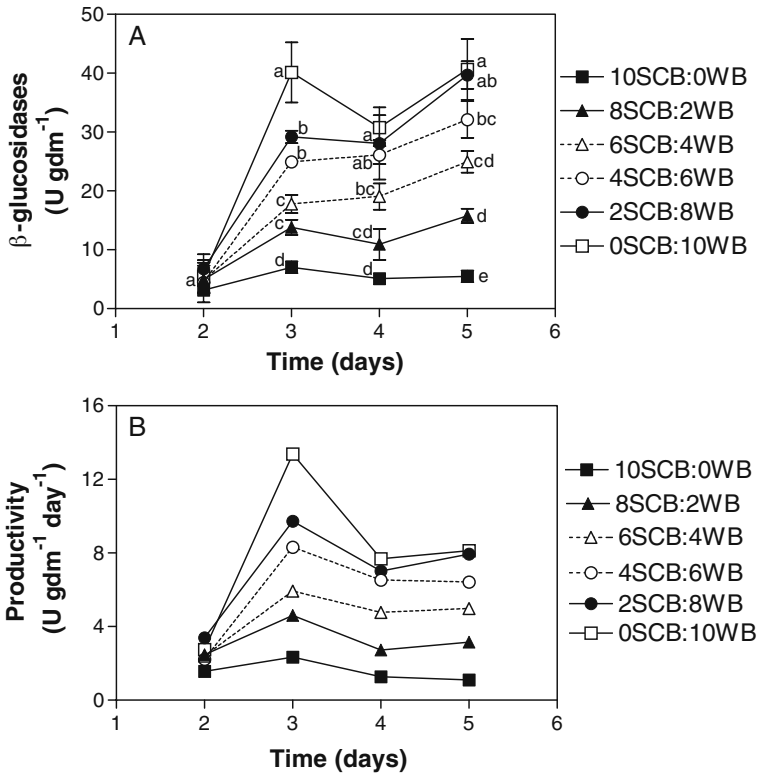 A
50
40
30
20
10
0
β-glucosidases
(U gdm⁻¹)
a
a
b
b
c
c
d
a
ab
bc
cd
d
a
ab
bc
cd
d
e
1
2
3
4
5
6
Time (days)
10SCB:0WB
8SCB:2WB
6SCB:4WB
4SCB:6WB
2SCB:8WB
0SCB:10WB
B
16
12
8
4
0
Productivity
(U gdm⁻¹ day⁻¹)
1
2
3
4
5
6
Time (days)
10SCB:0WB
8SCB:2WB
6SCB:4WB
4SCB:6WB
2SCB:8WB
0SCB:10WB